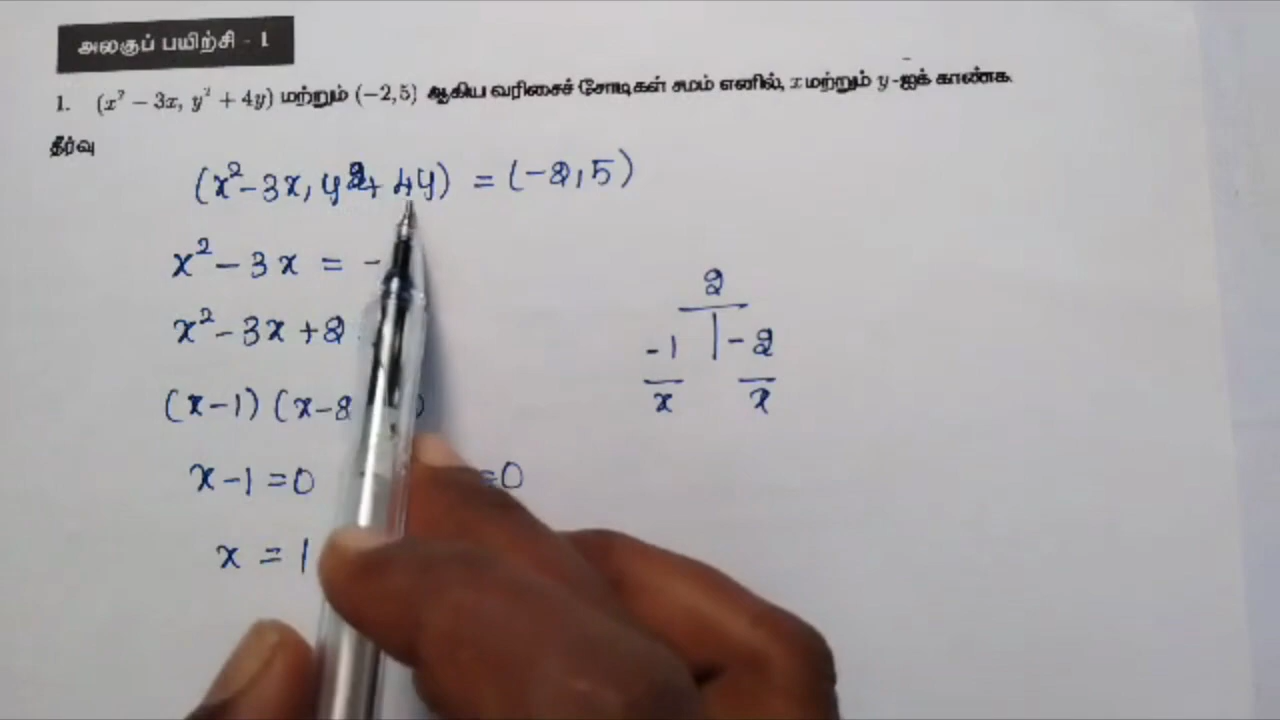 அலகுப் பயிற்சி - 1
1. (x² − 3x, y² + 4y) மற்றும் (−2,5) ஆகிய வரிசைச் சோடிகள் சமம் எனில், x மற்றும் y -ஐக் காண்க.
தீர்வு
(x² - 3x, y² + 4y) = (-2, 5)
x² - 3x = -
x² - 3x + 2
(x-1) (x-2
x - 1 = 0 = 0
x = 1
2
-1 | -2
x x